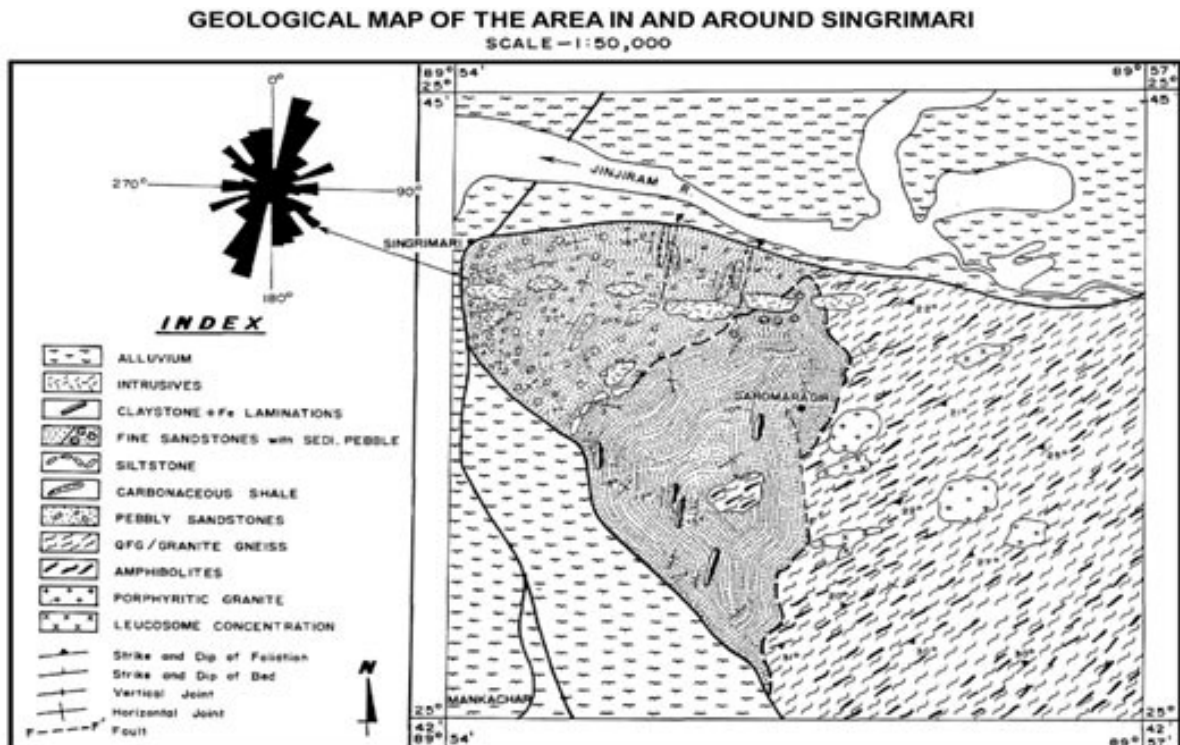 GEOLOGICAL MAP OF THE AREA IN AND AROUND SINGRIMARI
SCALE-1:50,000
0°
270°
90°
180°
INDEX
ALLUVIUM
INTRUSIVES
CLAYSTONE + Fe LAMINATIONS
FINE SANDSTONES with SEDI. PEBBLE
SILTSTONE
CARBONACEOUS SHALE
PEBBLY SANDSTONES
QFG/GRANITE GNEISS
AMPHIBOLITES
PORPHYRITIC GRANITE
LEUCOSOME CONCENTRATION
Strike and Dip of Foliation
Strike and Dip of Bed
Vertical Joint
Horizontal Joint
F F' Fault
N
89° 54'
25°
45'
89° 57'
25°
45'
JINJIRAM R.
SINGRIMARI
SAROMARAGIRI
MANKACHAR
25°
42'
89° 54'
25°
42'
89° 57'